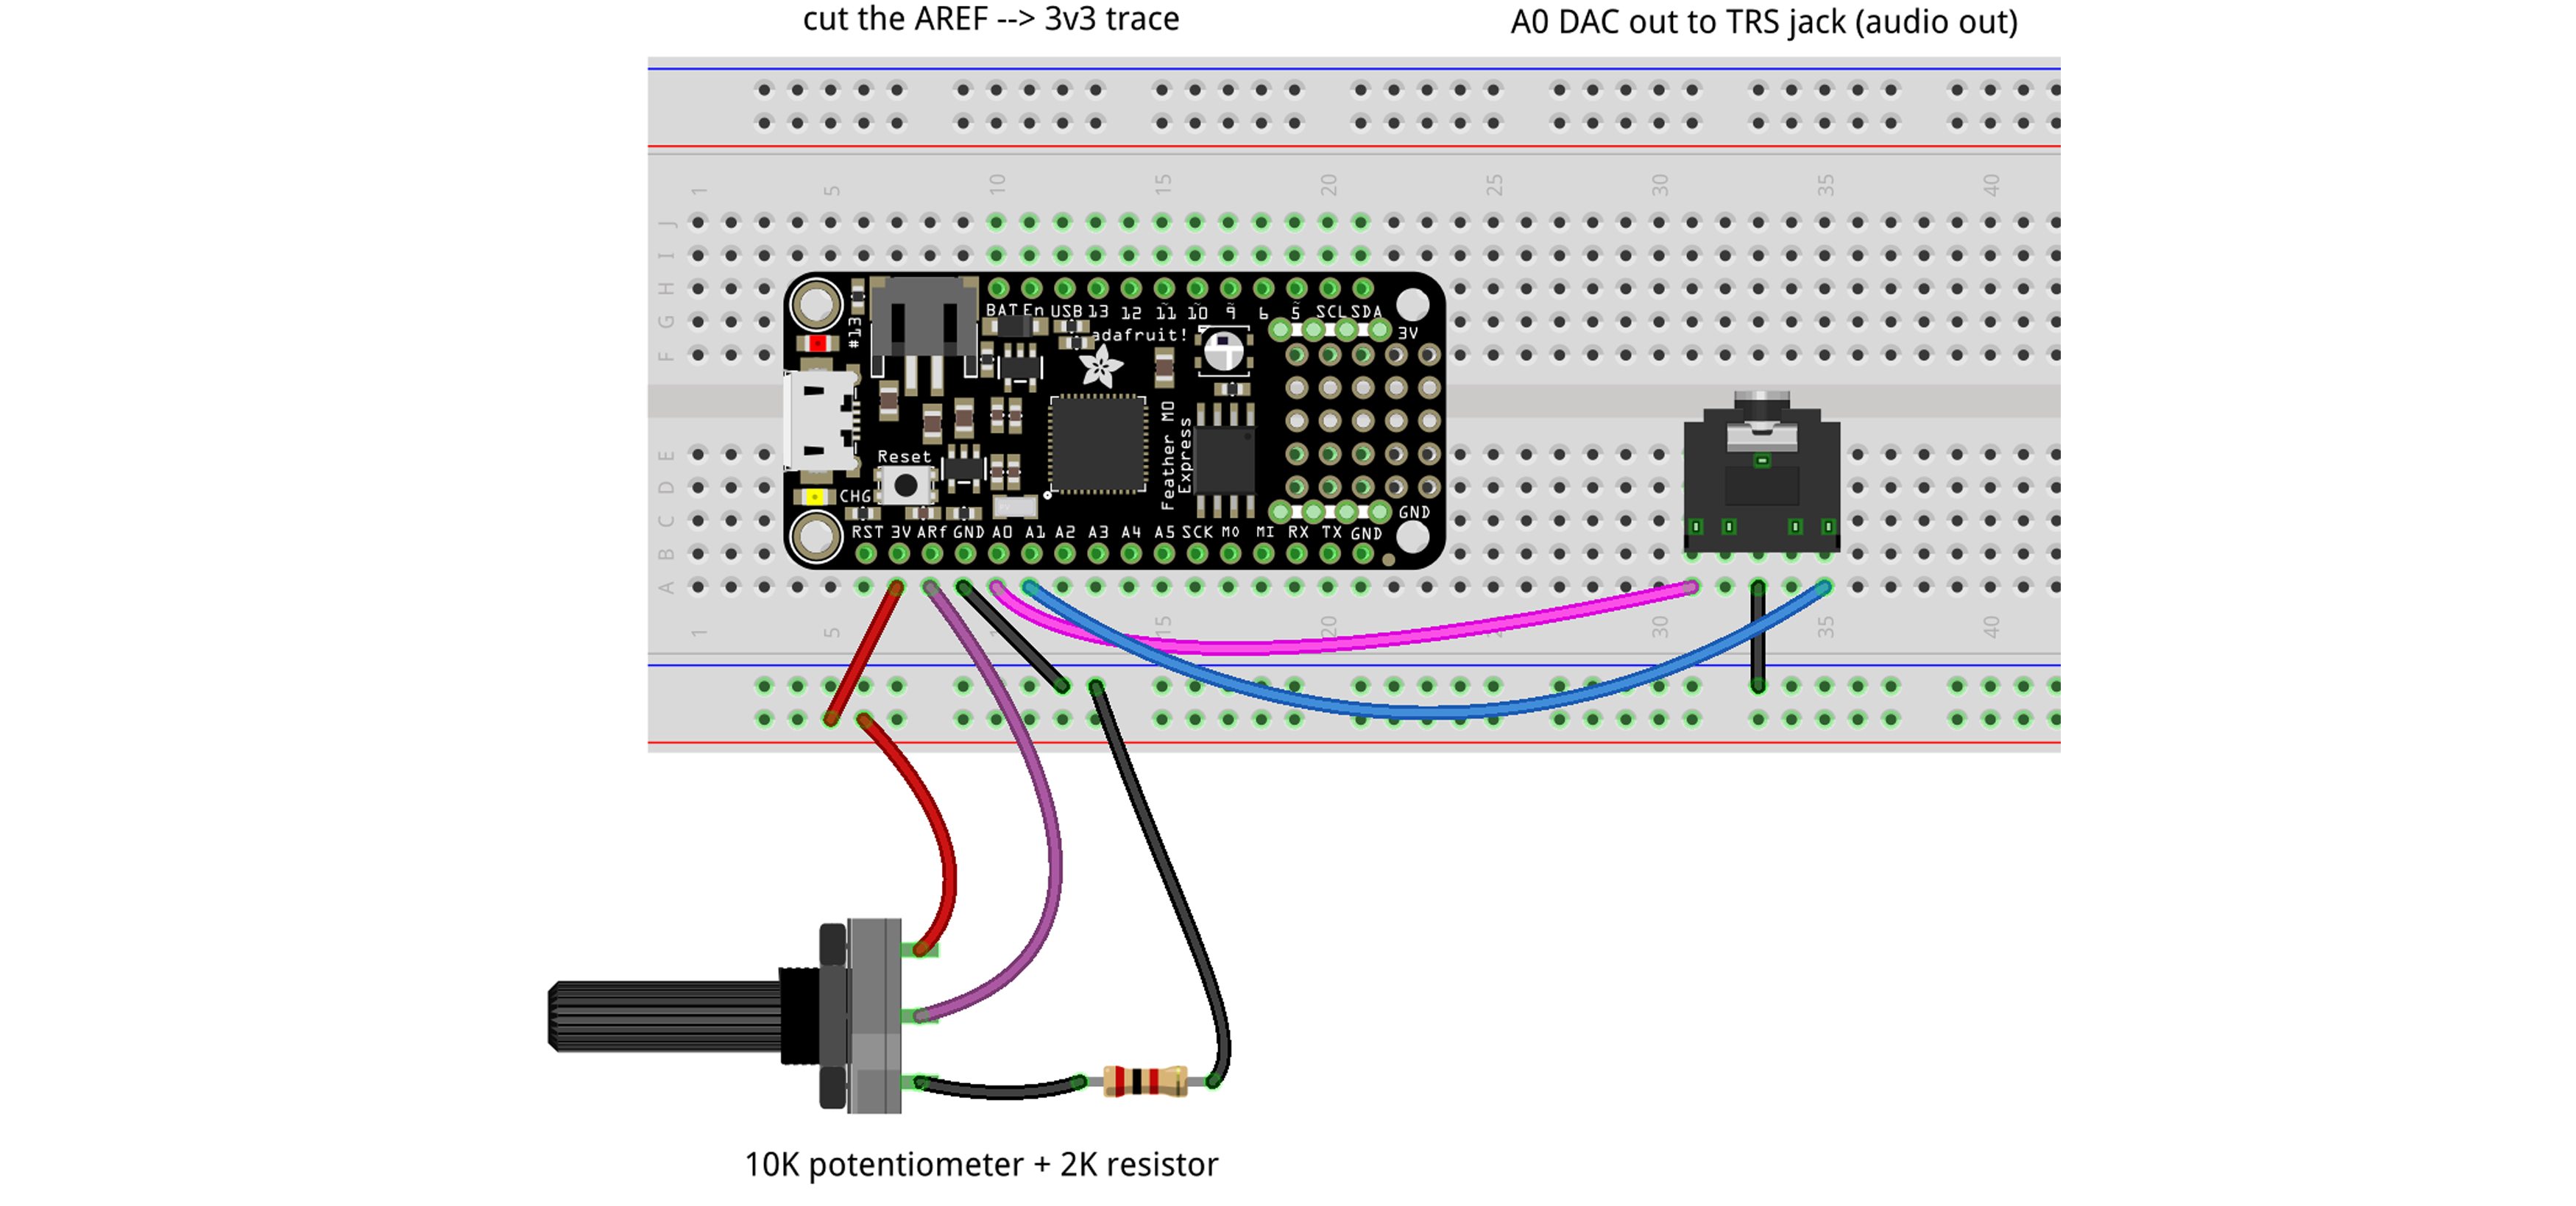 cut the AREF --> 3v3 trace
A0 DAC out to TRS jack (audio out)
1 5 10 15 20 25 30 35 40
J
I
H
G
F
BAT En USB 13 12 11 10 9 6 5 SCL SDA
3V
adafruit!
Feather M0
Express
Reset
CHG
GND
RST 3V ARf GND A0 A1 A2 A3 A4 A5 SCK M0 MI RX TX GND
E
D
C
B
A
1 5 15 20 30 35 40
10K potentiometer + 2K resistor